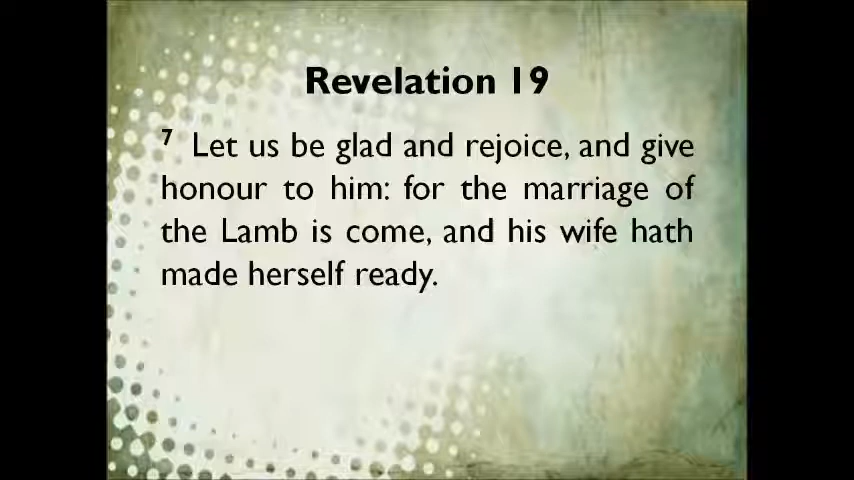 Revelation 19
7 Let us be glad and rejoice, and give
honour to him: for the marriage of
the Lamb is come, and his wife hath
made herself ready.